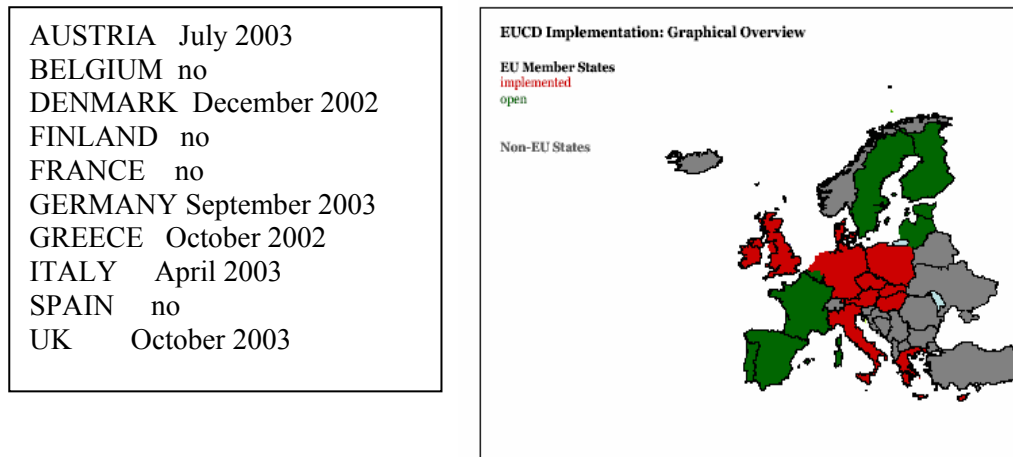 AUSTRIA July 2003
BELGIUM no
DENMARK December 2002
FINLAND no
FRANCE no
GERMANY September 2003
GREECE October 2002
ITALY April 2003
SPAIN no
UK October 2003
EUCD Implementation: Graphical Overview
EU Member States
implemented
open
Non-EU States